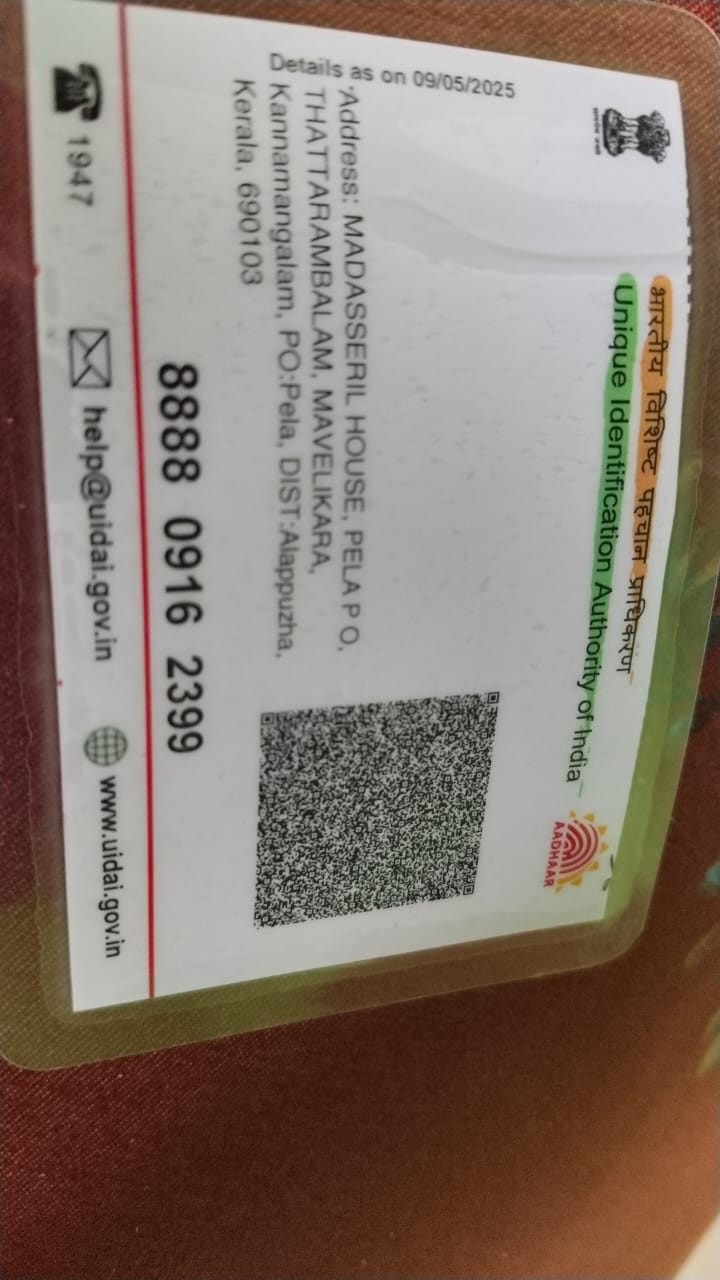 भारतीय विशिष्ट पहचान प्राधिकरण
Unique Identification Authority of India
AADHAAR
Details as on 09/05/2025
Address: MADASSERIL HOUSE, PELA P O,
THATTARAMBALAM, MAVELIKARA,
Kannamangalam, PO:Pela, DIST:Alappuzha,
Kerala, 690103
8888 0916 2399
1947
help@uidai.gov.in
www.uidai.gov.in